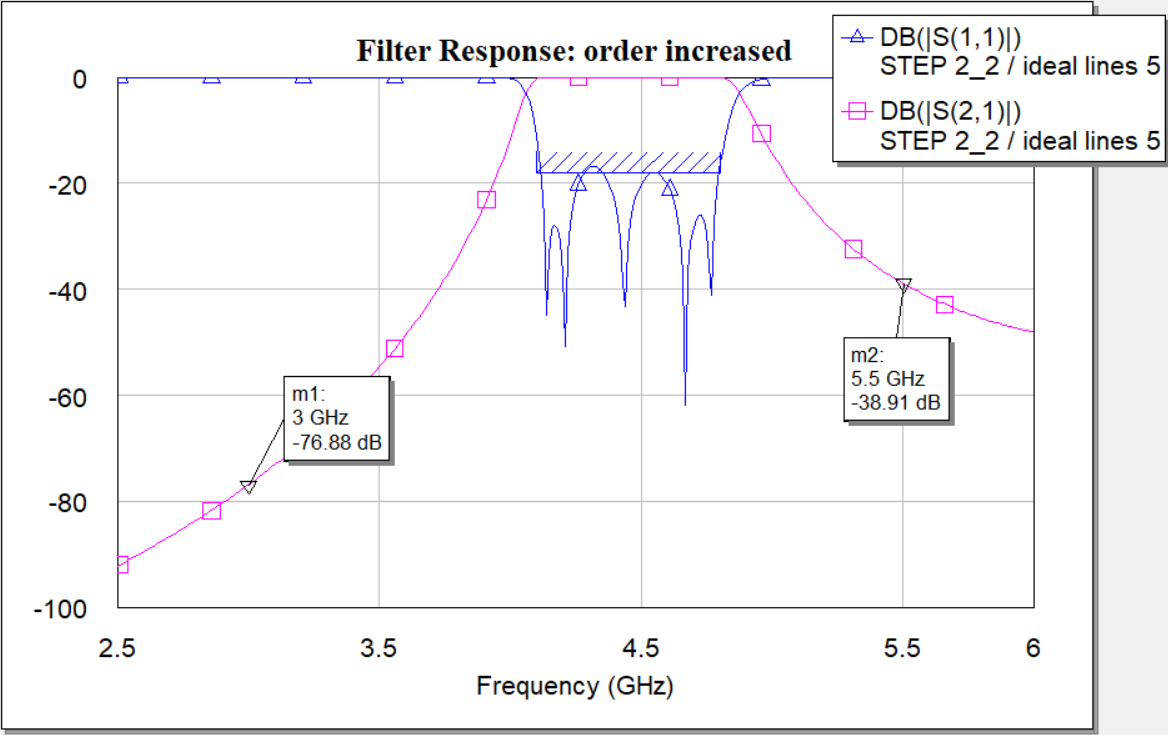 Filter Response: order increased
DB(|S(1,1)|)
STEP 2_2 / ideal lines 5
DB(|S(2,1)|)
STEP 2_2 / ideal lines 5
0
-20
-40
-60
-80
-100
m1:
3 GHz
-76.88 dB
m2:
5.5 GHz
-38.91 dB
2.5
3.5
4.5
5.5
6
Frequency (GHz)